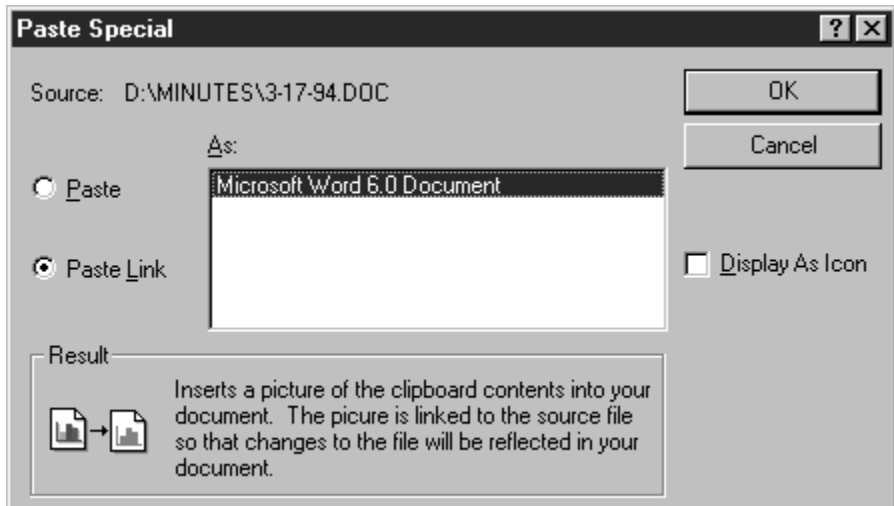 Paste Special
Source: D:\MINUTES\3-17-94.DOC
OK
Cancel
As:
Paste
Microsoft Word 6.0 Document
Paste Link
Display As Icon
Result
Inserts a picture of the clipboard contents into your
document. The picure is linked to the source file
so that changes to the file will be reflected in your
document.